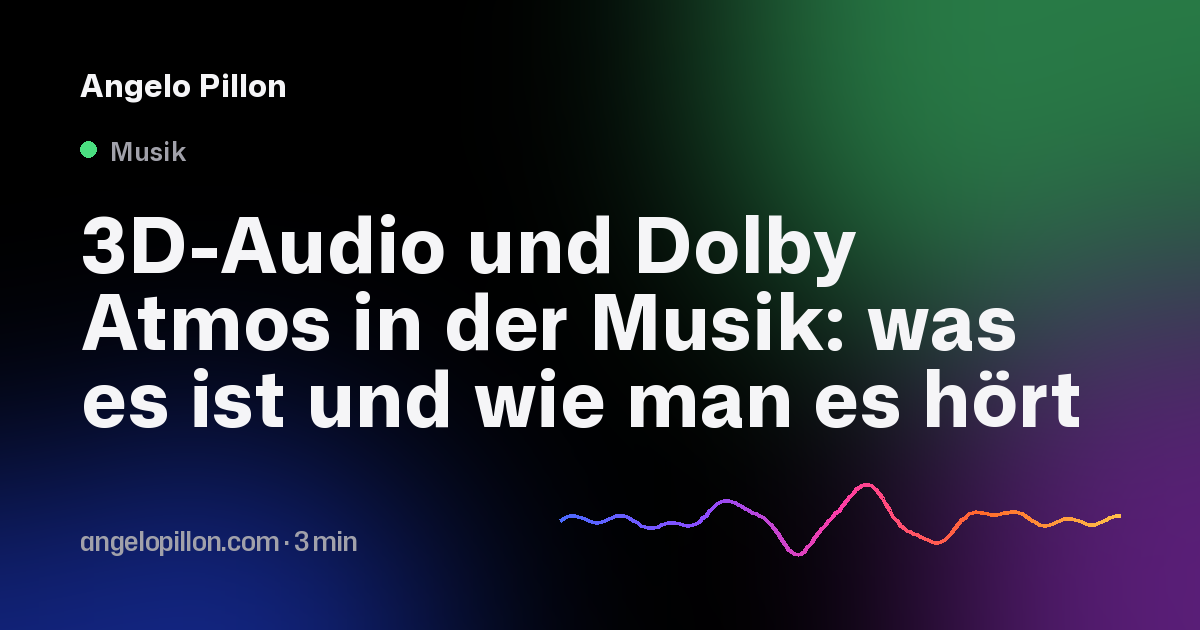 Angelo Pillon
Musik
3D-Audio und Dolby
Atmos in der Musik: was
es ist und wie man es hört
angelopillon.com · 3 min